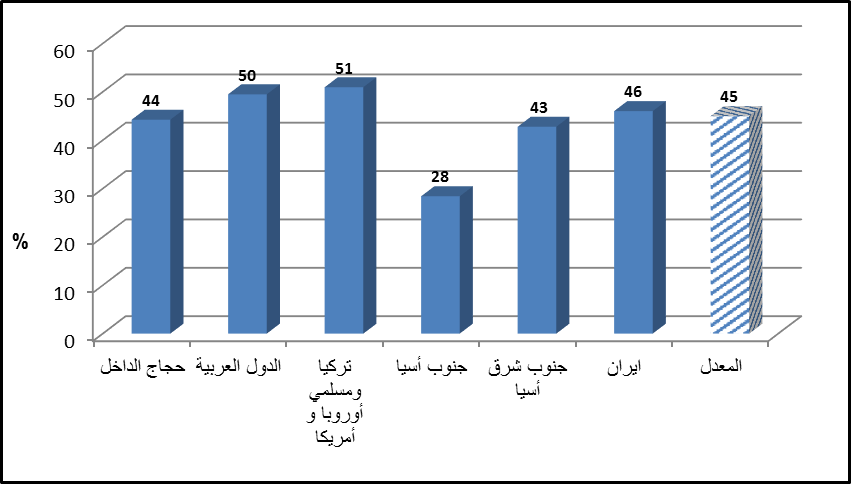 60
50
40
30
20
10
0
%
44
50
51
28
43
46
45
حجاج الداخل
الدول العربية
تركيا
ومسلمي
أوروبا و
أمريكا
جنوب أسيا
جنوب شرق
أسيا
ايران
المعدل